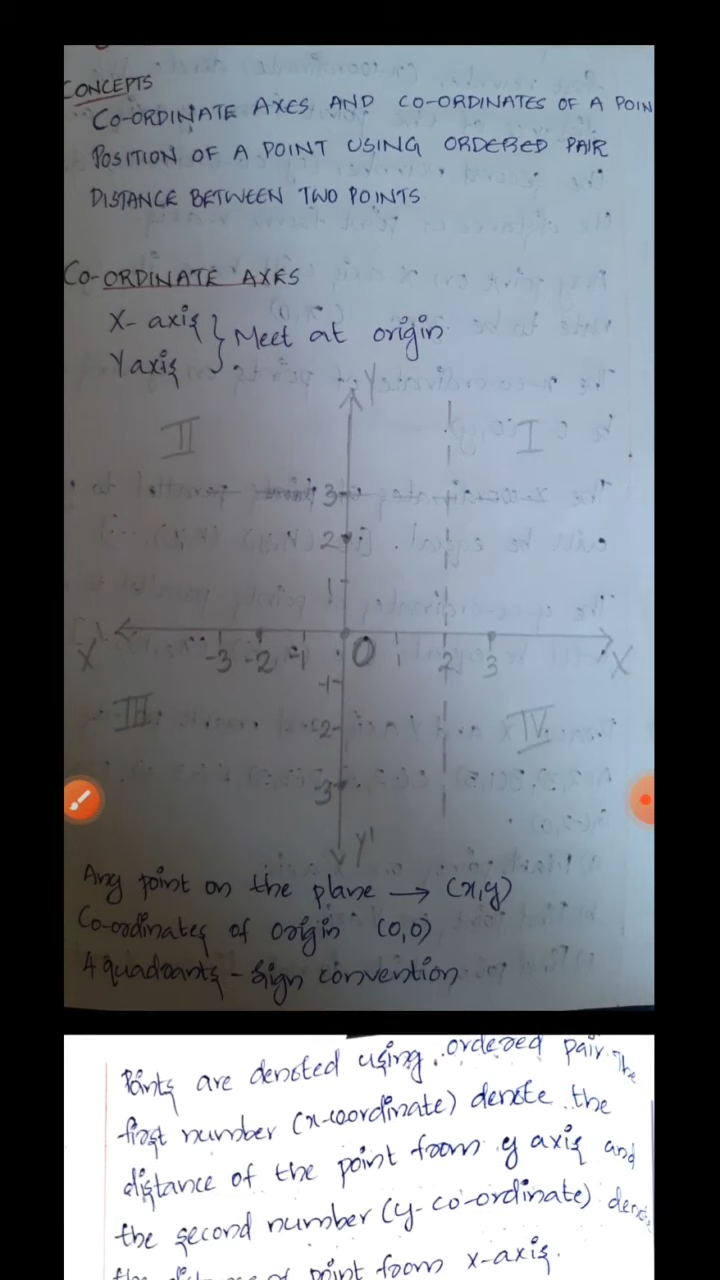 CONCEPTS
CO-ORDINATE AXES AND CO-ORDINATES OF A POIN
POSITION OF A POINT USING ORDERED PAIR
DISTANCE BETWEEN TWO POINTS
CO-ORDINATE AXES
X- axis } Meet at origin
Y axis
Y
II I
3
2
1
X' -3 -2 -1 O 1 2 3 X
-1
-2
III IV
-3
Y'
Any point on the plane → (x,y)
Co-ordinates of origin (0,0)
4 quadrants - Sign convention
Points are denoted using ordered pair. The
first number (x-coordinate) denote the
distance of the point from y axis and
the second number (y- co-ordinate) deno
of point from x-axis.